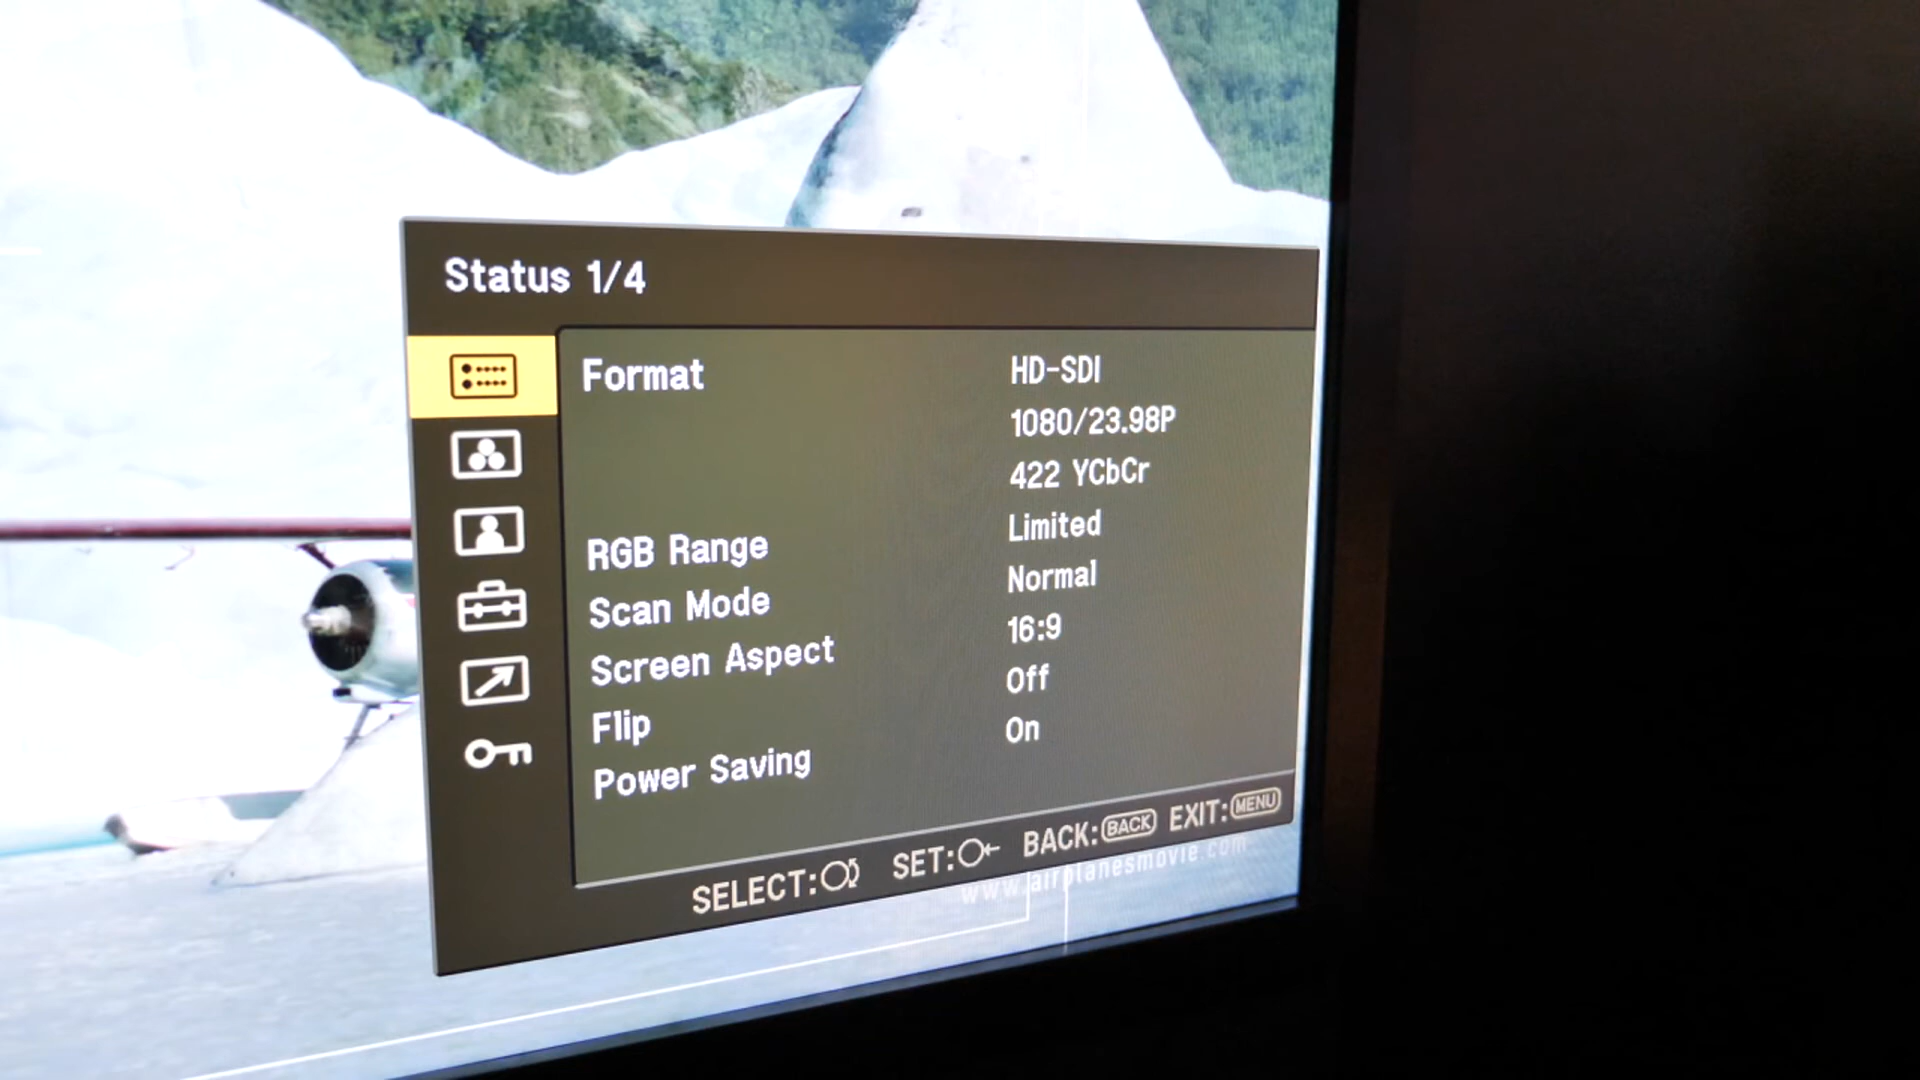 Status 1/4
Format HD-SDI
1080/23.98P
422 YCbCr
RGB Range Limited
Scan Mode Normal
Screen Aspect 16:9
Flip Off
Power Saving On
SELECT: SET: BACK:BACK EXIT:MENU
www.airplanesmovie.com